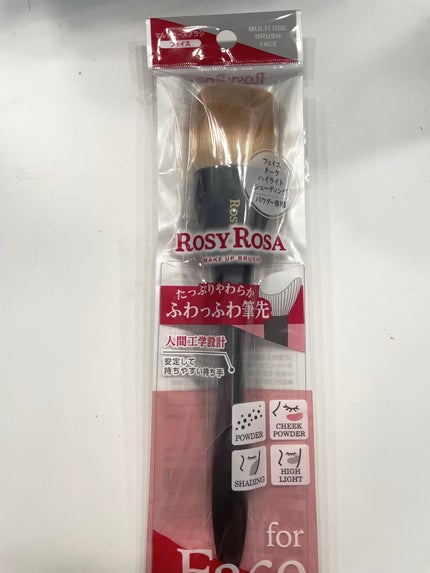 マルチユースブラシ
フェイス
MULTI USE
BRUSH
FACE
フェイス
チーク
ハイライト
シェーディング
パウダー専用
ROSY ROSA
MAKE UP BRUSH
たっぷりやわらか
ふわっふわ筆先
人間工学設計
安定して
持ちやすい持ち手
POWDER
CHEEK
POWDER
SHADING
HIGH
LIGHT
for
Face